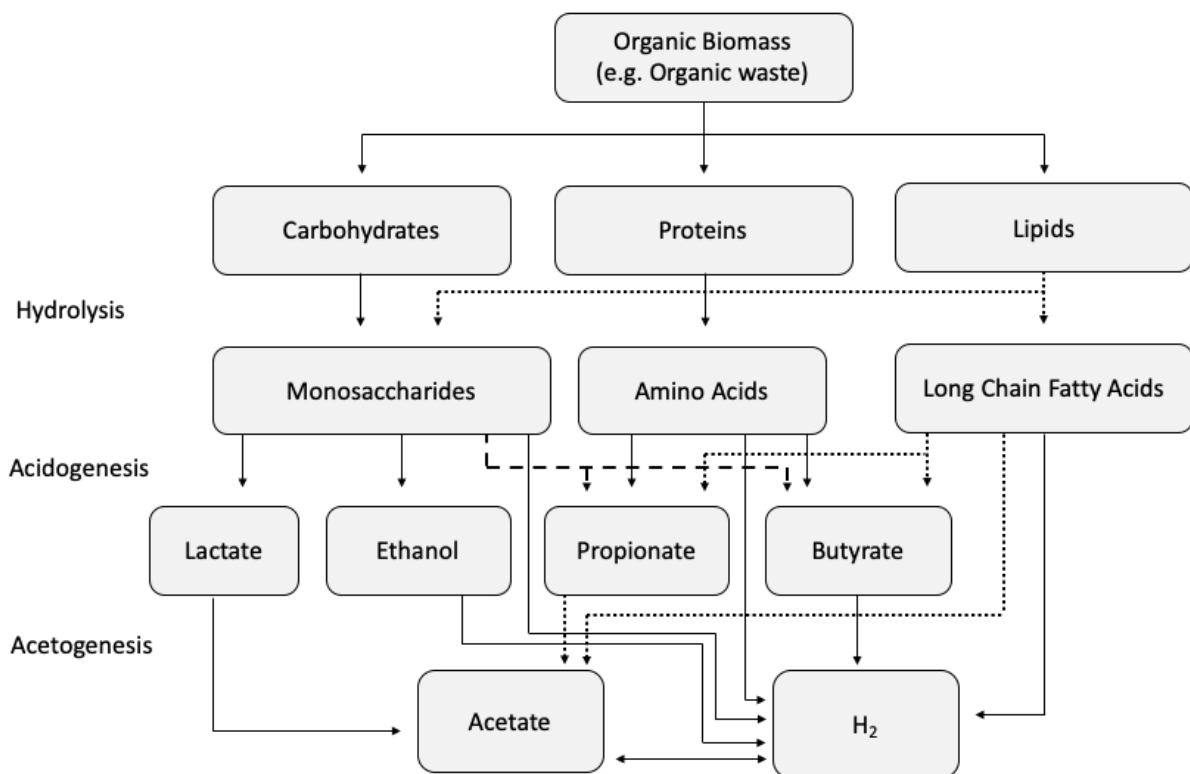 Organic Biomass
(e.g. Organic waste)
Carbohydrates
Proteins
Lipids
Hydrolysis
Monosaccharides
Amino Acids
Long Chain Fatty Acids
Acidogenesis
Lactate
Ethanol
Propionate
Butyrate
Acetogenesis
Acetate
H₂